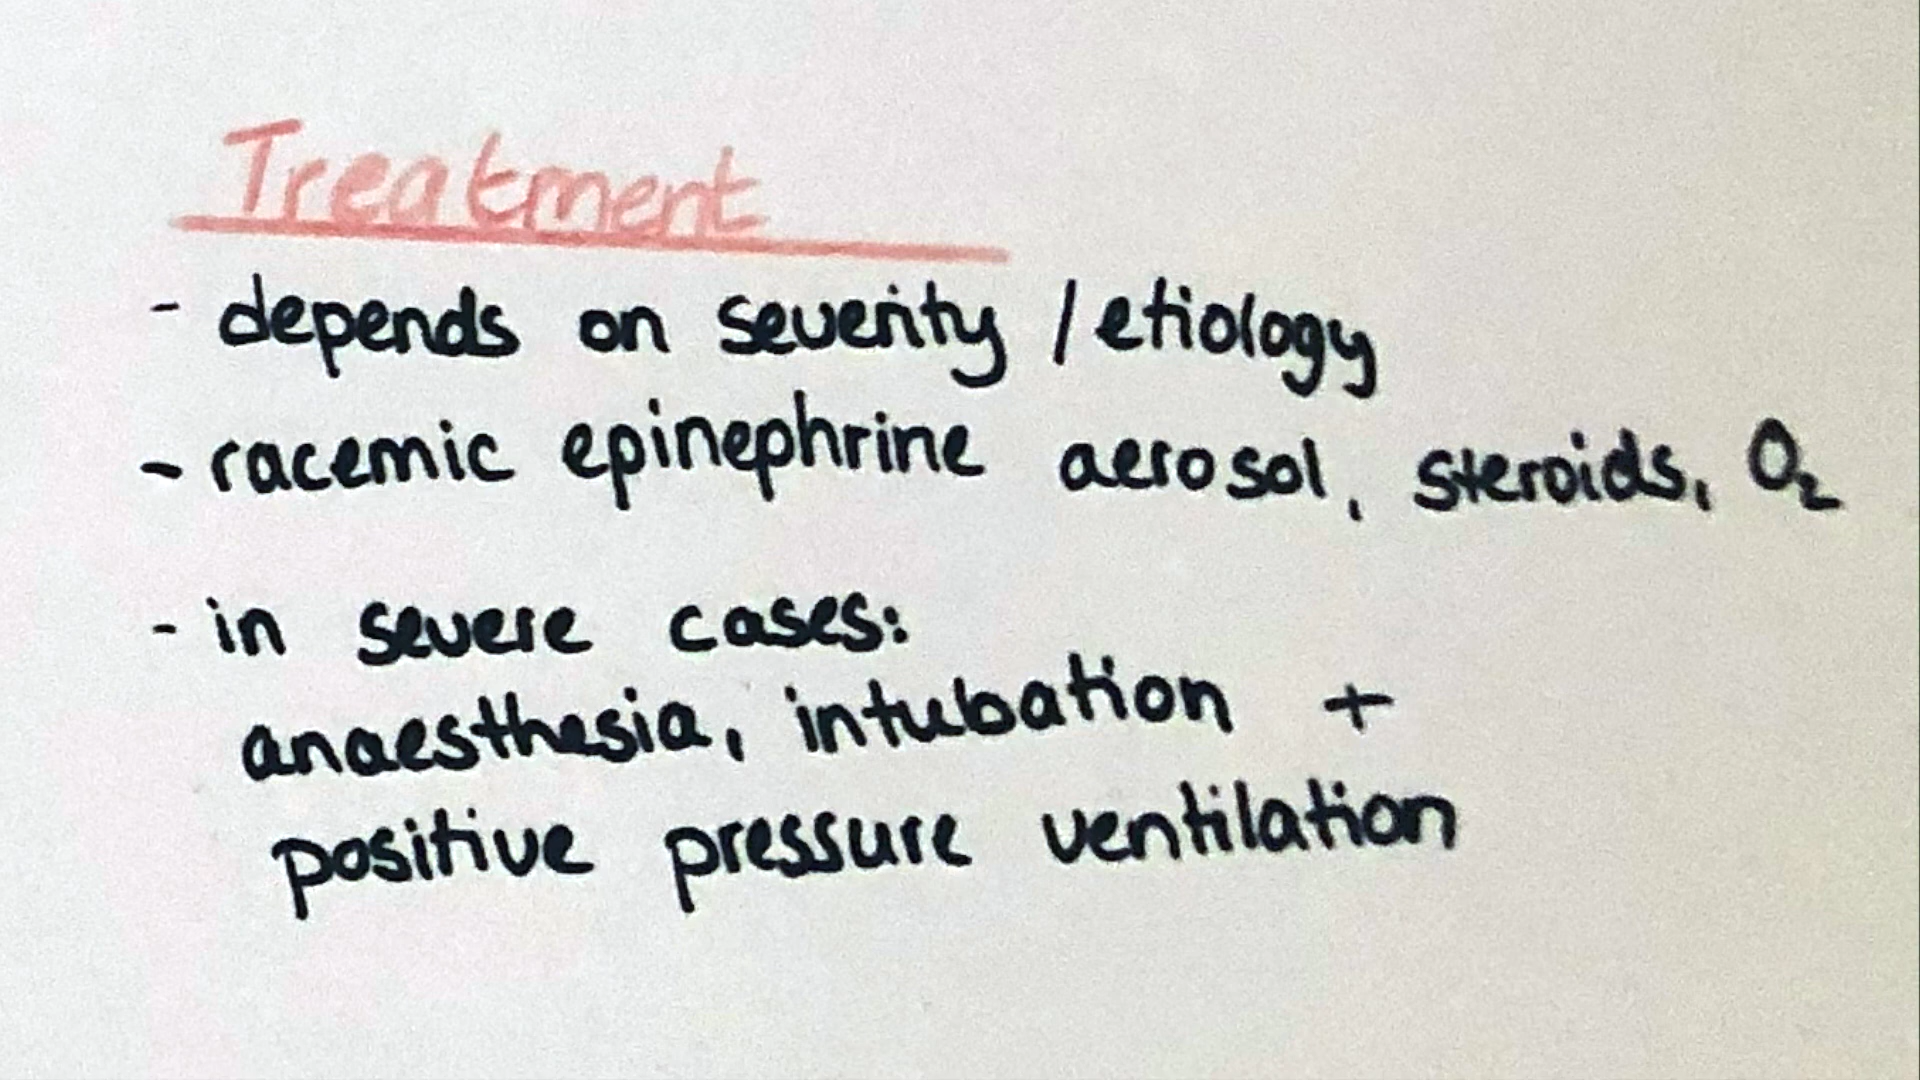 Treatment
- depends on severity / etiology
- racemic epinephrine aerosol, steroids, O₂
- in severe cases:
anaesthesia, intubation +
positive pressure ventilation